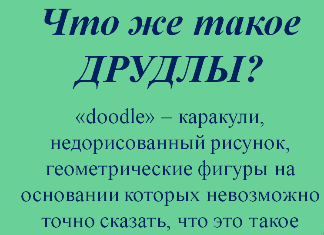 Что же такое
ДРУДЛЫ?
«doodle» – каракули,
недорисованный рисунок,
геометрические фигуры на
основании которых невозможно
точно сказать, что это такое